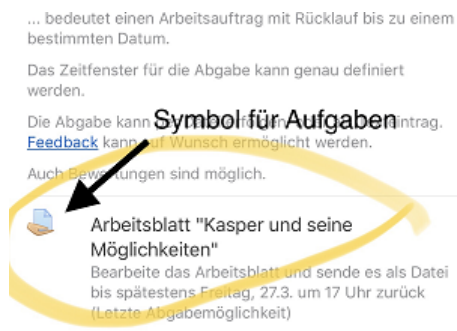 ... bedeutet einen Arbeitsauftrag mit Rücklauf bis zu einem
bestimmten Datum.
Das Zeitfenster für die Abgabe kann genau definiert
werden.
Symbol für Aufgaben
Die Abgabe kann eintrag.
Feedback kann auf Wunsch ermöglicht werden.
Auch Bewertungen sind möglich.
Arbeitsblatt "Kasper und seine
Möglichkeiten"
Bearbeite das Arbeitsblatt und sende es als Datei
bis spätestens Freitag, 27.3. um 17 Uhr zurück
(Letzte Abgabemöglichkeit)